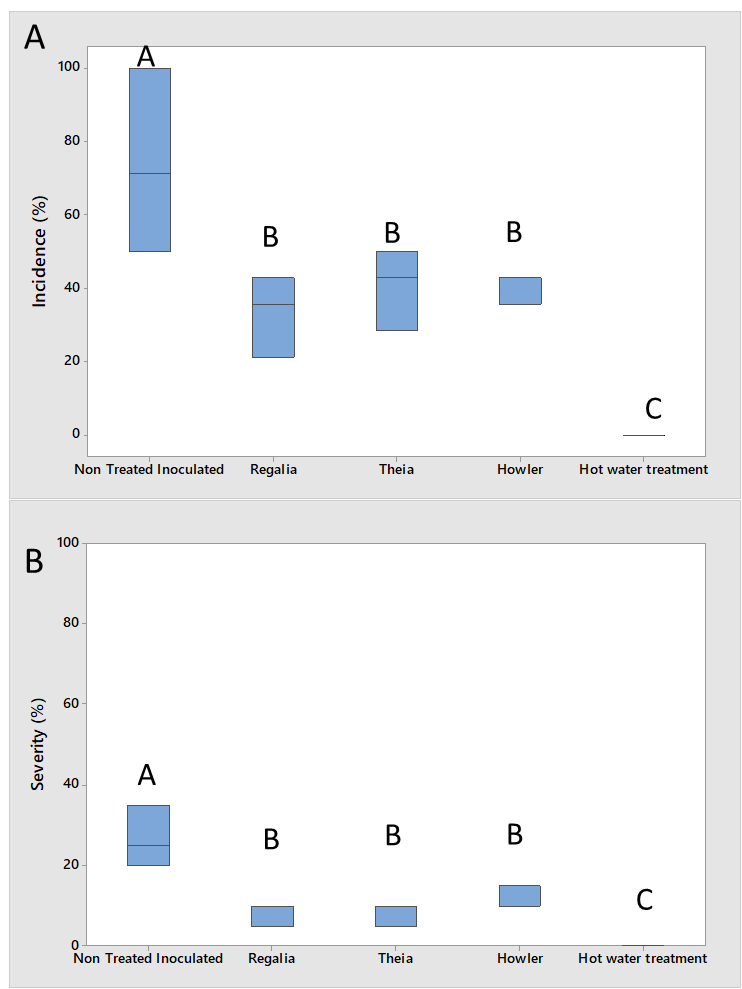 A
A
100
80
B
B
B
60
40
20
C
0
Incidence (%)
Non Treated Inoculated Regalia Theia Howler Hot water treatment
B
100
80
60
A
40
B
B
B
20
C
0
Severity (%)
Non Treated Inoculated Regalia Theia Howler Hot water treatment